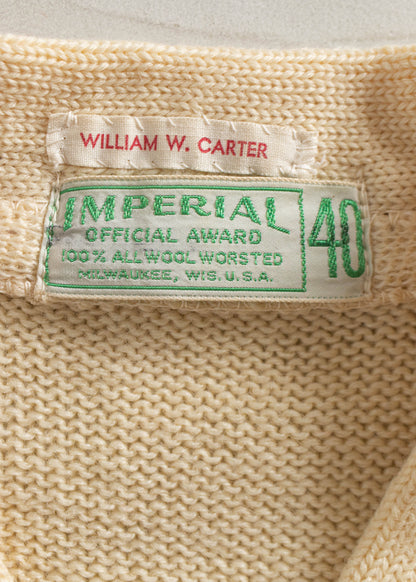 WILLIAM W. CARTER
IMPERIAL
OFFICIAL AWARD
100% ALL WOOL WORSTED
MILWAUKEE, WIS. U.S.A.
40